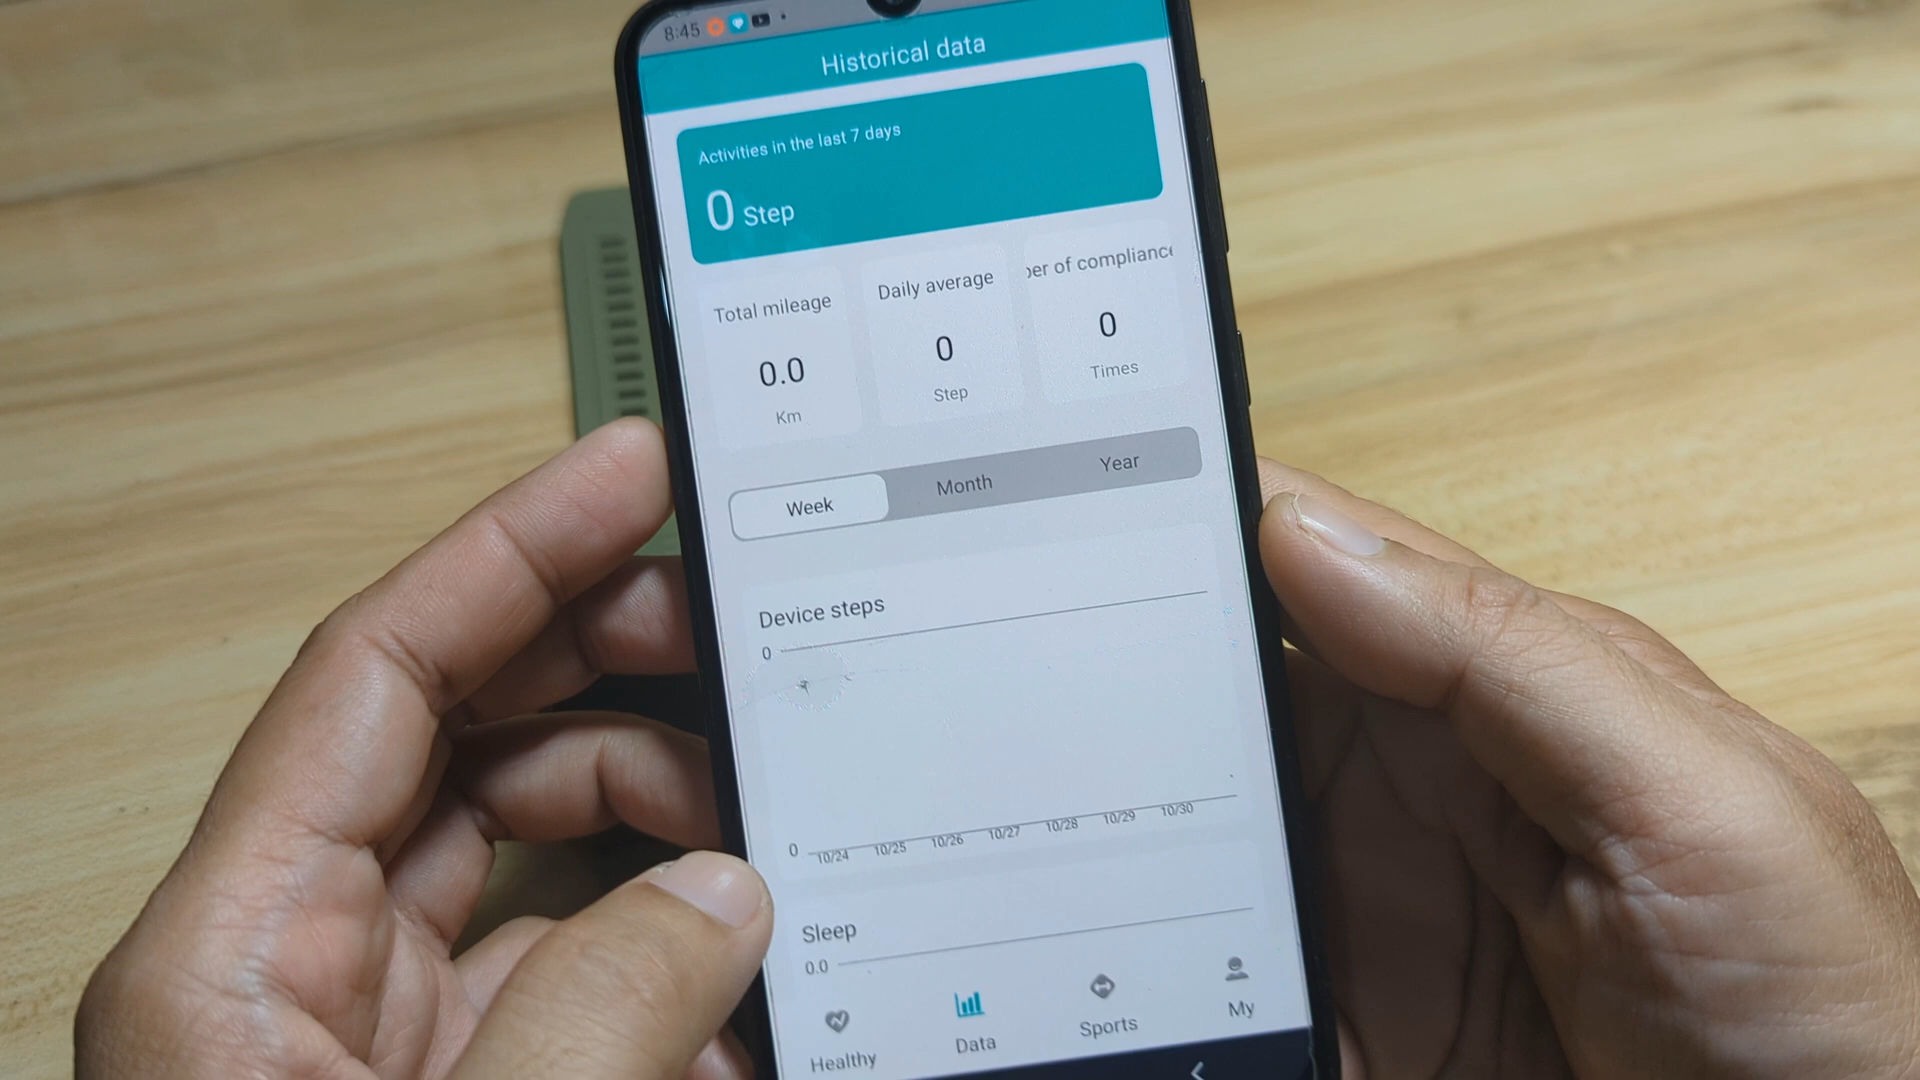 8:45
Historical data
Activities in the last 7 days
0 Step
Total mileage
0.0
Km
Daily average
0
Step
of compliance
0
Times
Week
Month
Year
Device steps
0
0
10/24
10/25
10/26
10/27
10/28
10/29
10/30
Sleep
0.0
Healthy
Data
Sports
My